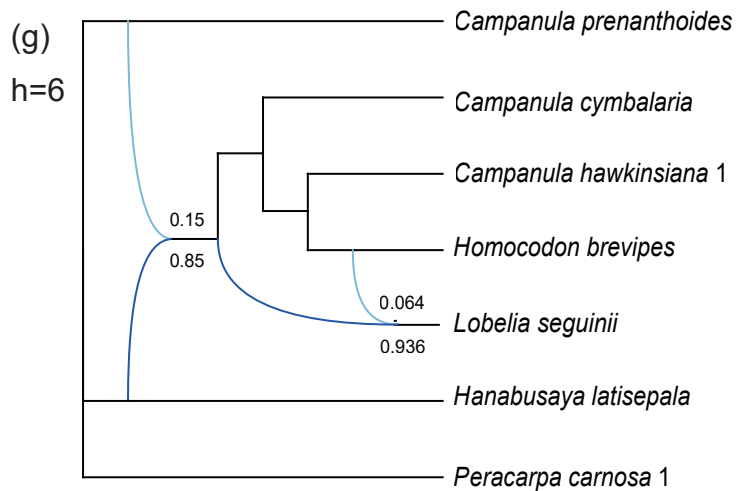 (g)
h=6
Campanula prenanthoides
Campanula cymbalaria
Campanula hawkinsiana 1
0.15
0.85
Homocodon brevipes
0.064
0.936
Lobelia seguinii
Hanabusaya latisepala
Peracarpa carnosa 1